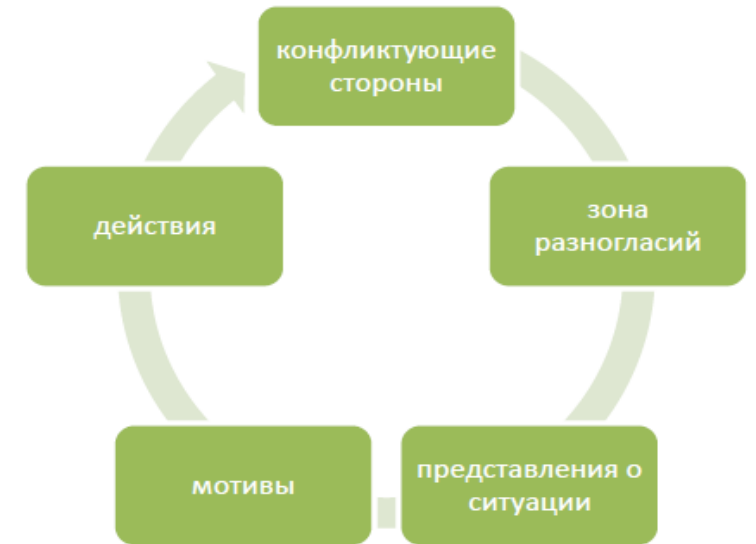 конфликтующие
стороны
зона
разногласий
представления о
ситуации
мотивы
действия